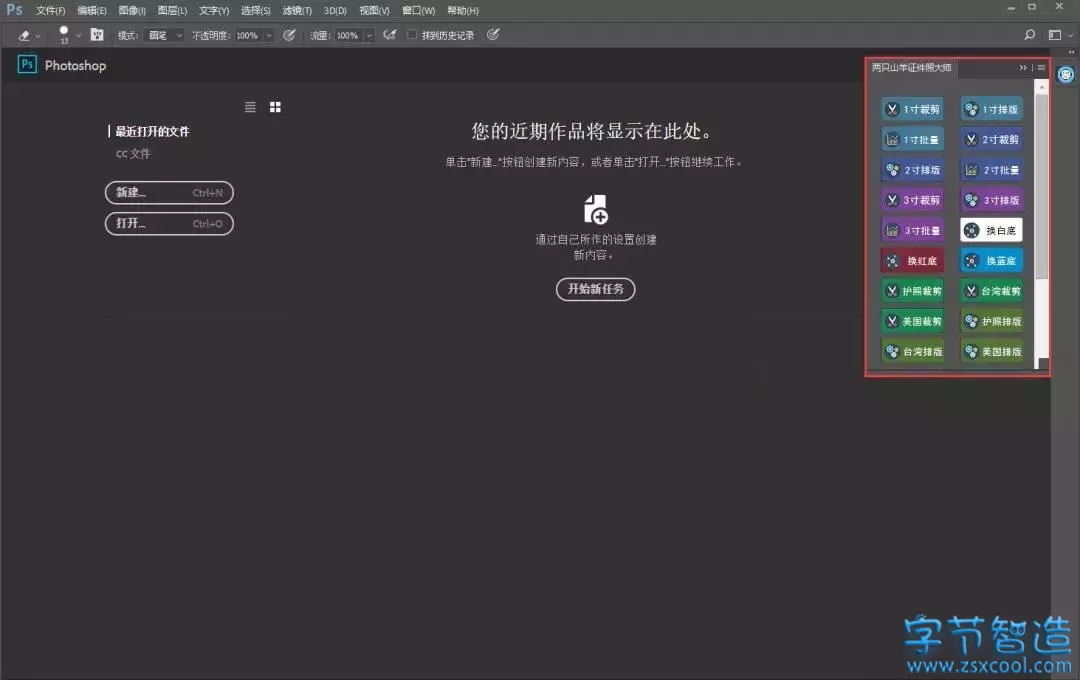 Ps 文件(F) 编辑(E) 图像(I) 图层(L) 文字(Y) 选择(S) 滤镜(T) 3D(D) 视图(V) 窗口(W) 帮助(H)
13 模式: 画笔 不透明度: 100% 流量: 100% 抹到历史记录
Ps Photoshop
最近打开的文件
CC 文件
新建... Ctrl+N
打开... Ctrl+O
您的近期作品将显示在此处。
单击"新建..."按钮创建新内容，或者单击"打开..."按钮继续工作。
通过自己所作的设置创建
新内容。
开始新任务
两只山羊证件照大师
1寸裁剪 1寸排版
1寸批量 2寸裁剪
2寸排版 2寸批量
3寸裁剪 3寸排版
3寸批量 换白底
换红底 换蓝底
护照裁剪 台湾裁剪
美国裁剪 护照排版
台湾排版 美国排版
字节智造
www.zsxcool.com